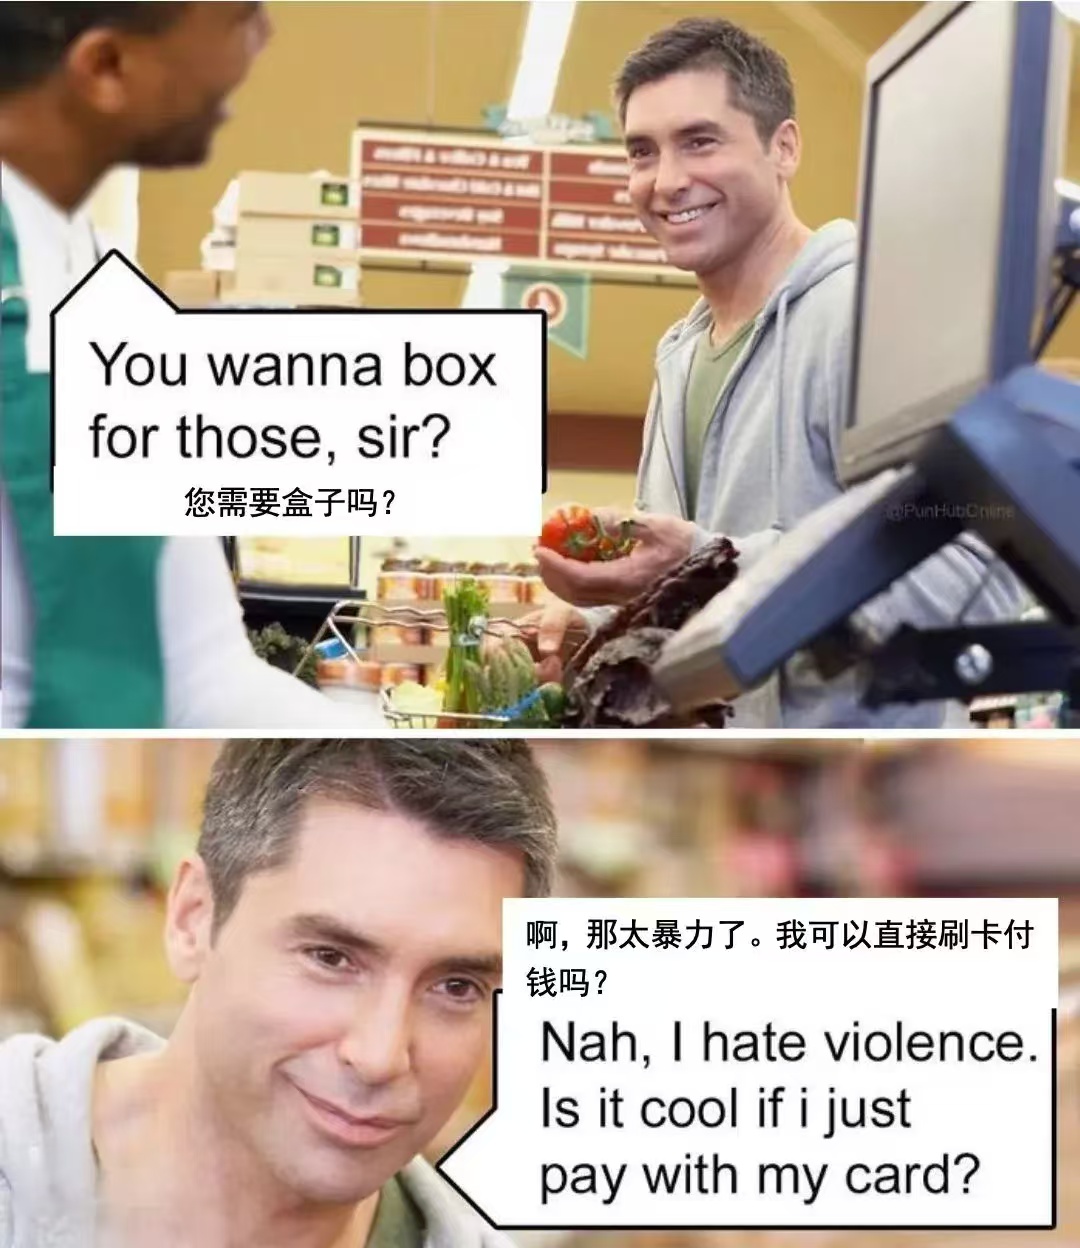 You wanna box
for those, sir?
您需要盒子吗？
@PunHubOnline
啊，那太暴力了。我可以直接刷卡付
钱吗？
Nah, I hate violence.
Is it cool if i just
pay with my card?